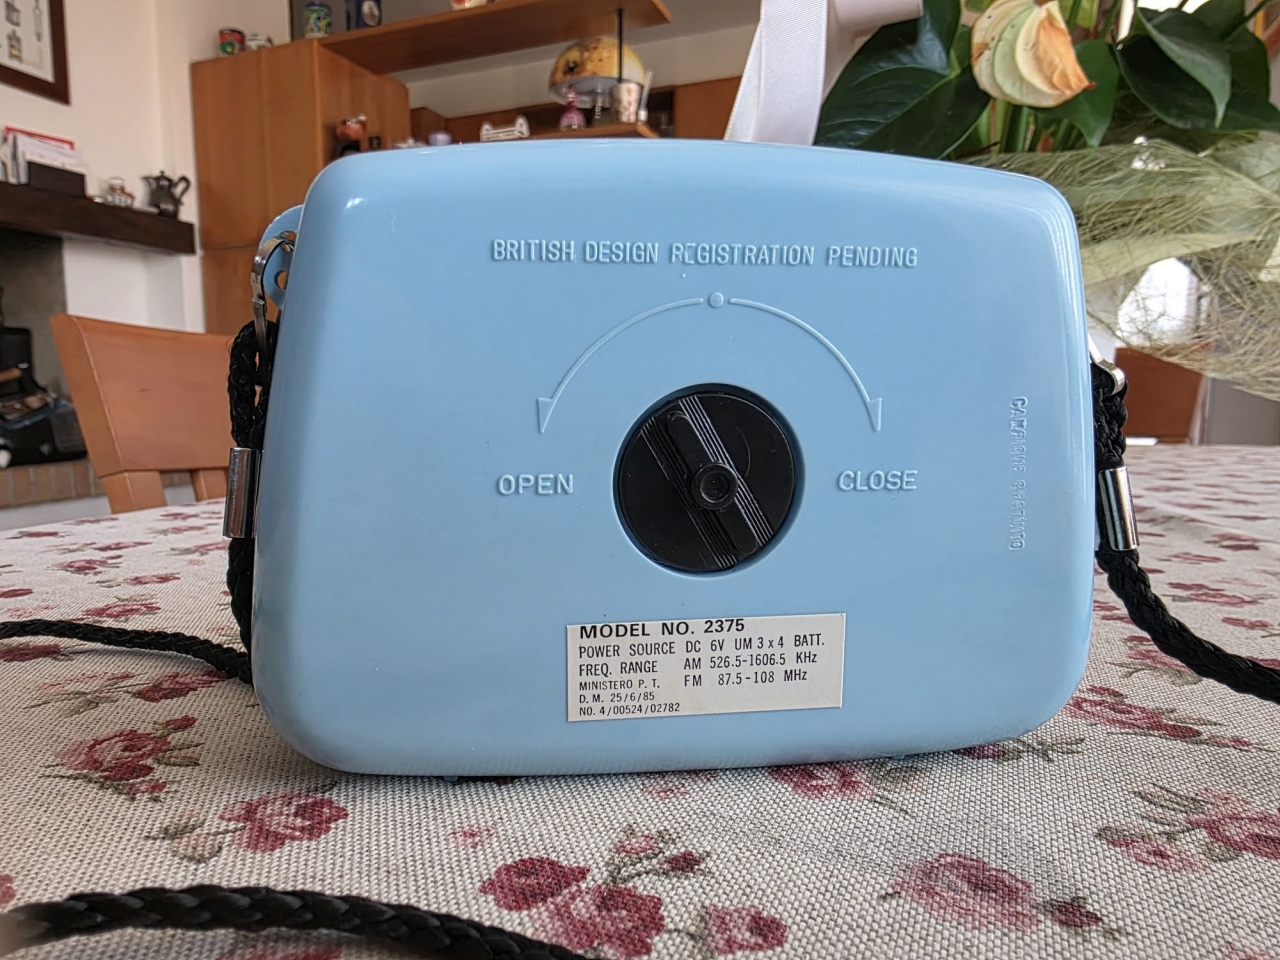 BRITISH DESIGN REGISTRATION PENDING
OPEN
CLOSE
CAMPIONE GRATUITO
MODEL NO. 2375
POWER SOURCE DC 6V UM 3 x 4 BATT.
FREQ. RANGE AM 526.5-1606.5 KHz
MINISTERO P. T. FM 87.5-108 MHz
D. M. 25/6/85
NO. 4/00524/02782